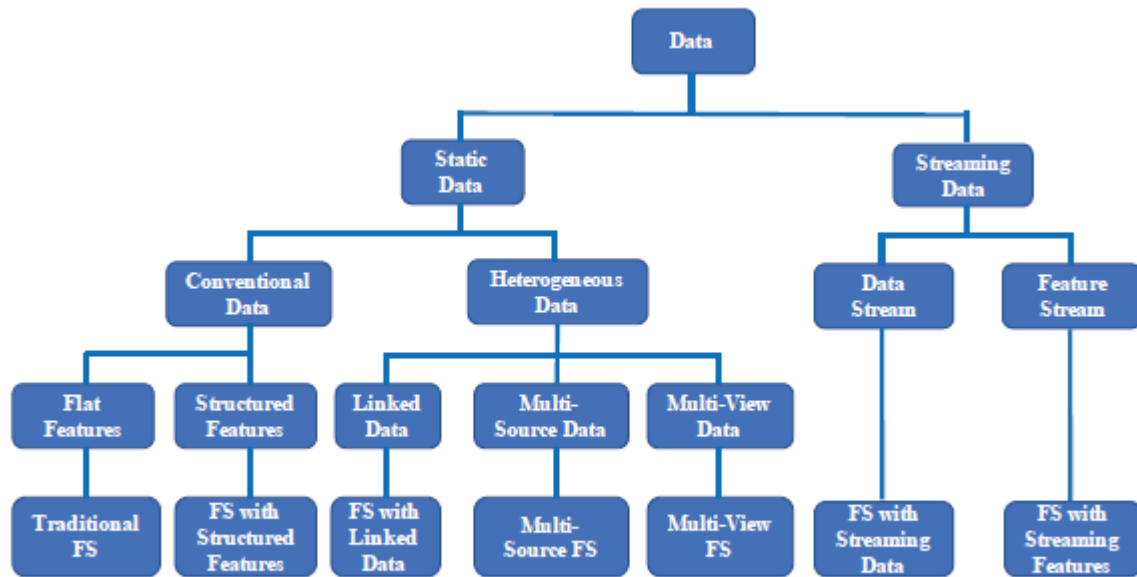 Data
Static
Data
Streaming
Data
Conventional
Data
Heterogeneous
Data
Data
Stream
Feature
Stream
Flat
Features
Structured
Features
Linked
Data
Multi-
Source Data
Multi-View
Data
Traditional
FS
FS with
Structured
Features
FS with
Linked
Data
Multi-
Source FS
Multi-View
FS
FS with
Streaming
Data
FS with
Streaming
Features